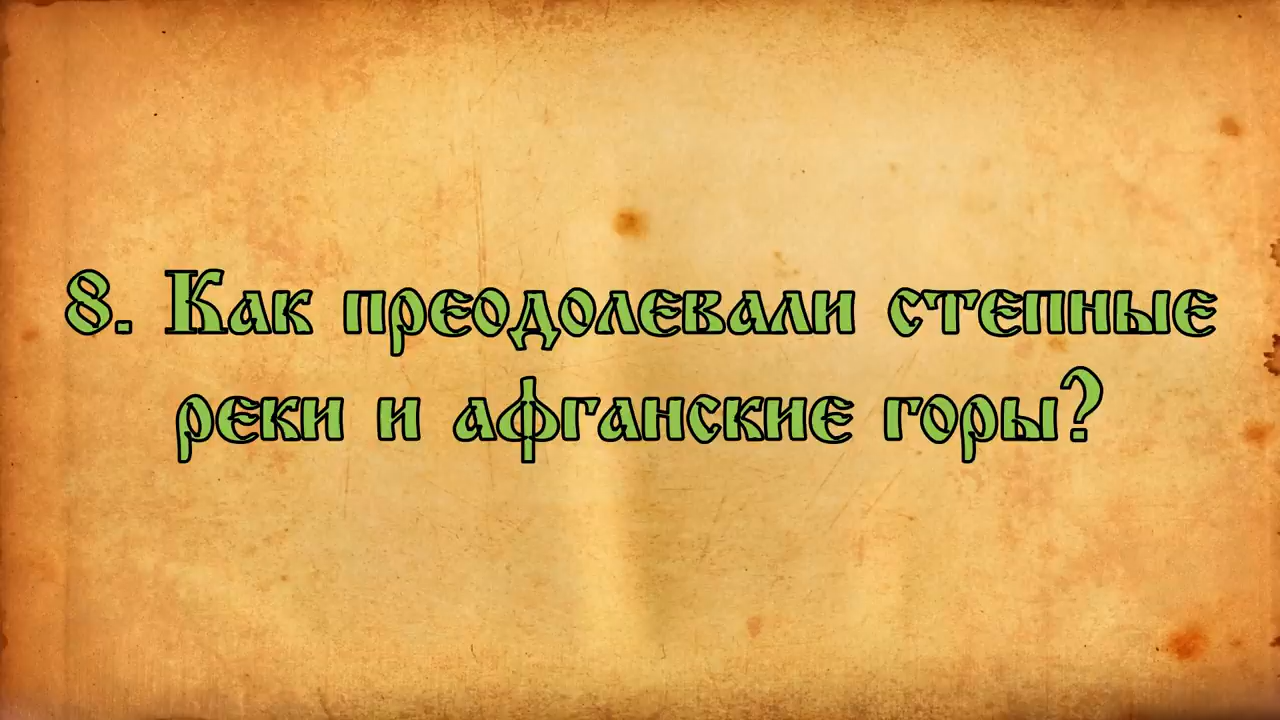 8. Как преодолевали степные
реки и афганские горы?